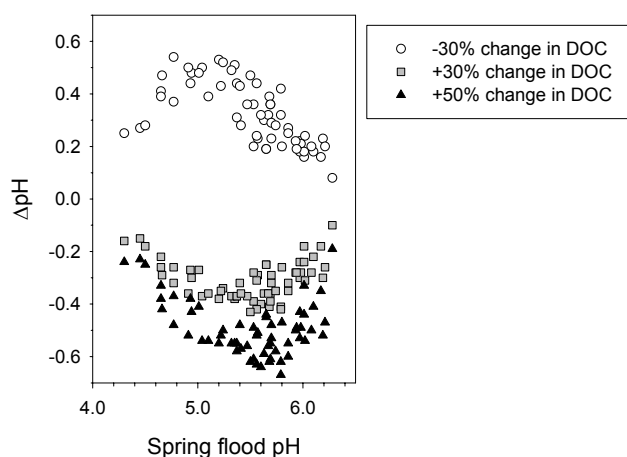 0.6
0.4
0.2
0.0
-0.2
-0.4
-0.6
ΔpH
4.0 5.0 6.0
Spring flood pH
-30% change in DOC
+30% change in DOC
+50% change in DOC